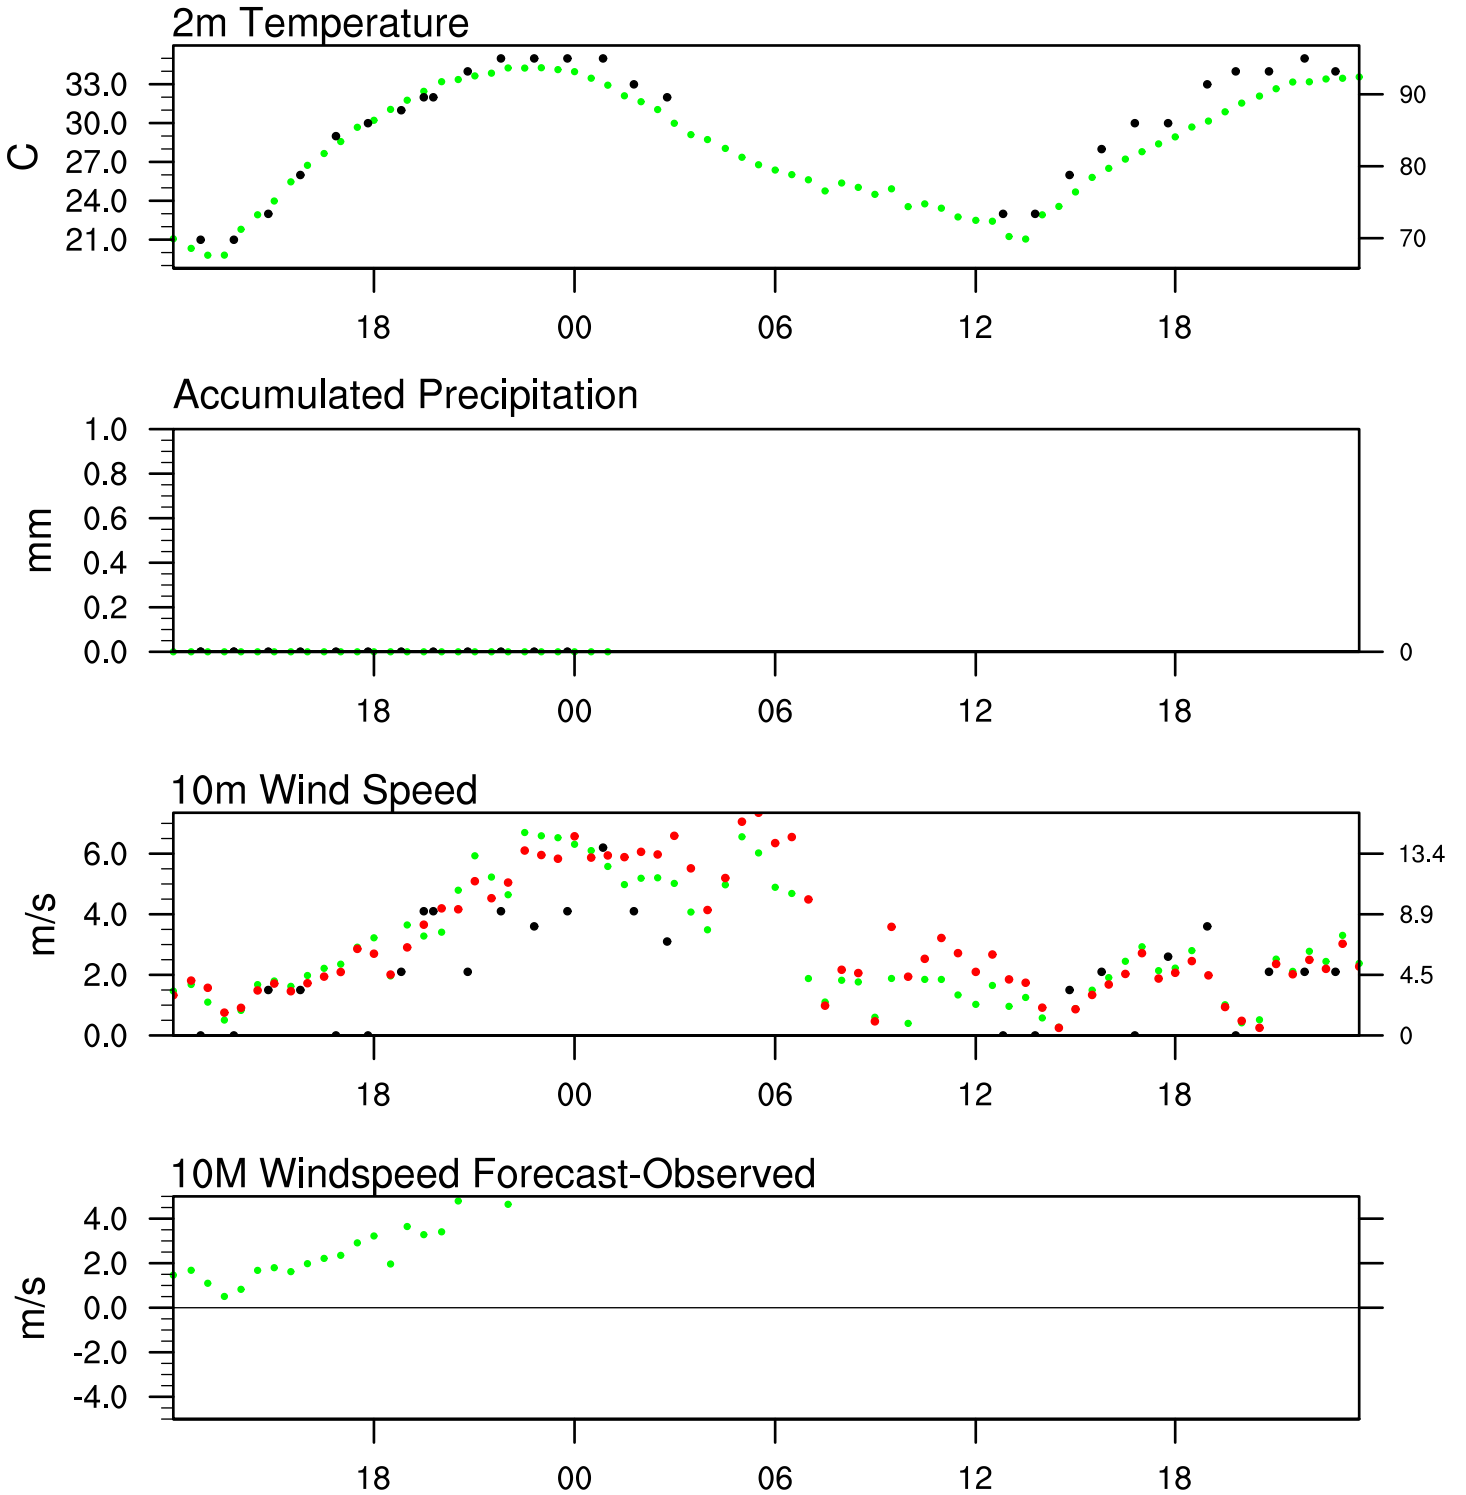 2m Temperature
C
33.0
30.0
27.0
24.0
21.0
90
80
70
18 00 06 12 18
Accumulated Precipitation
mm
1.0
0.8
0.6
0.4
0.2
0.0
0
18 00 06 12 18
10m Wind Speed
m/s
6.0
4.0
2.0
0.0
13.4
8.9
4.5
0
18 00 06 12 18
10M Windspeed Forecast-Observed
m/s
4.0
2.0
0.0
-2.0
-4.0
18 00 06 12 18